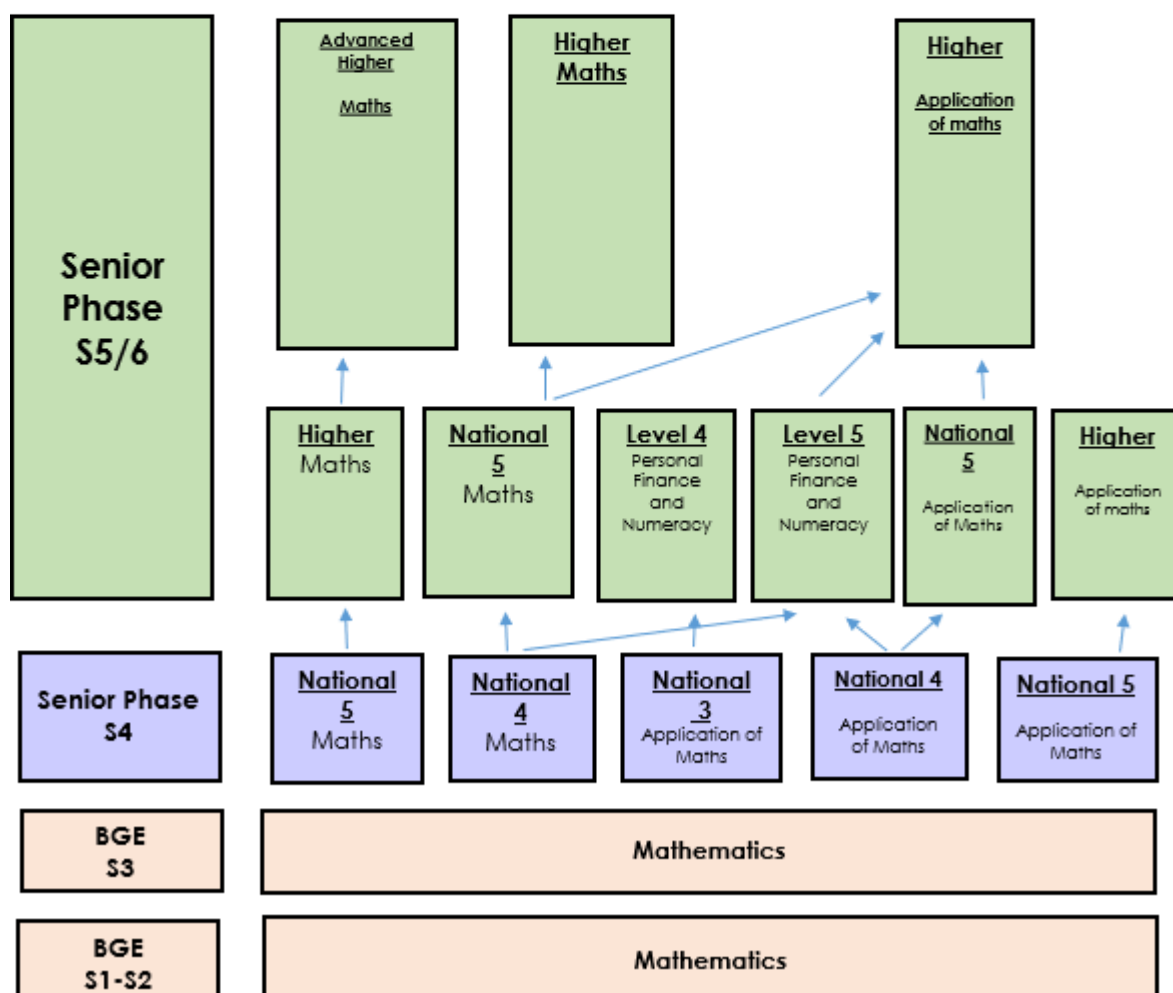 Senior
Phase
S5/6
Advanced
Higher
Maths
Higher
Maths
Higher
Application
of maths
Higher
Maths
National
5
Maths
Level 4
Personal
Finance
and
Numeracy
Level 5
Personal
Finance
and
Numeracy
National
5
Application
of Maths
Higher
Application
of maths
Senior Phase
S4
National
5
Maths
National
4
Maths
National
3
Application of
Maths
National 4
Application
of Maths
National 5
Application of
Maths
BGE
S3
Mathematics
BGE
S1-S2
Mathematics